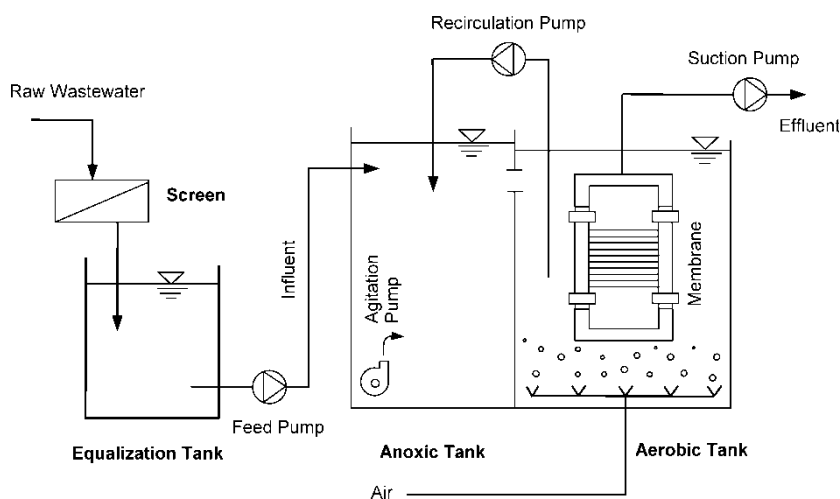 Recirculation Pump
Suction Pump
Raw Wastewater
Effluent
Screen
Influent
Agitation
Pump
Membrane
Feed Pump
Equalization Tank
Anoxic Tank
Aerobic Tank
Air